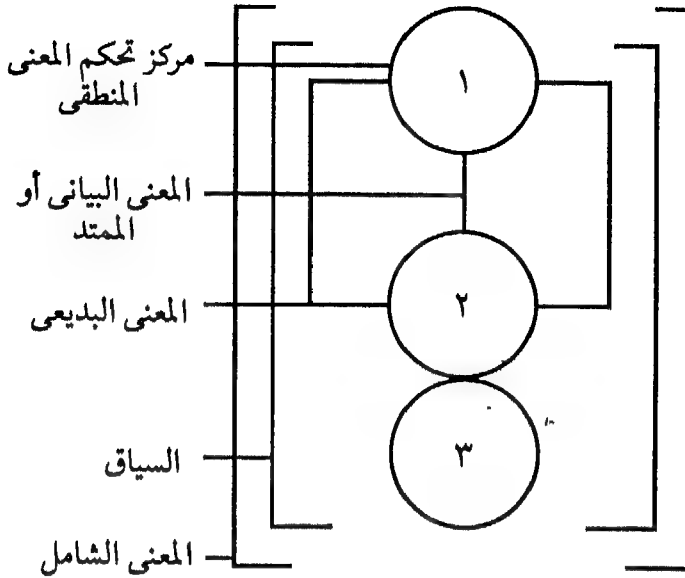 مركز تحكم المعنى
المنطقى
١
المعنى البيانى أو
الممتد
٢
المعنى البديعى
٣
السياق
المعنى الشامل